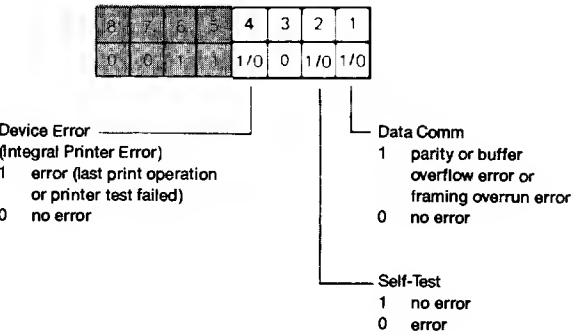 8 7 6 5 4 3 2 1
0 0 1 1 1/0 0 1/0 1/0
Device Error
(Integral Printer Error)
1 error (last print operation
or printer test failed)
0 no error
Data Comm
1 parity or buffer
overflow error or
framing overrun error
0 no error
Self-Test
1 no error
0 error